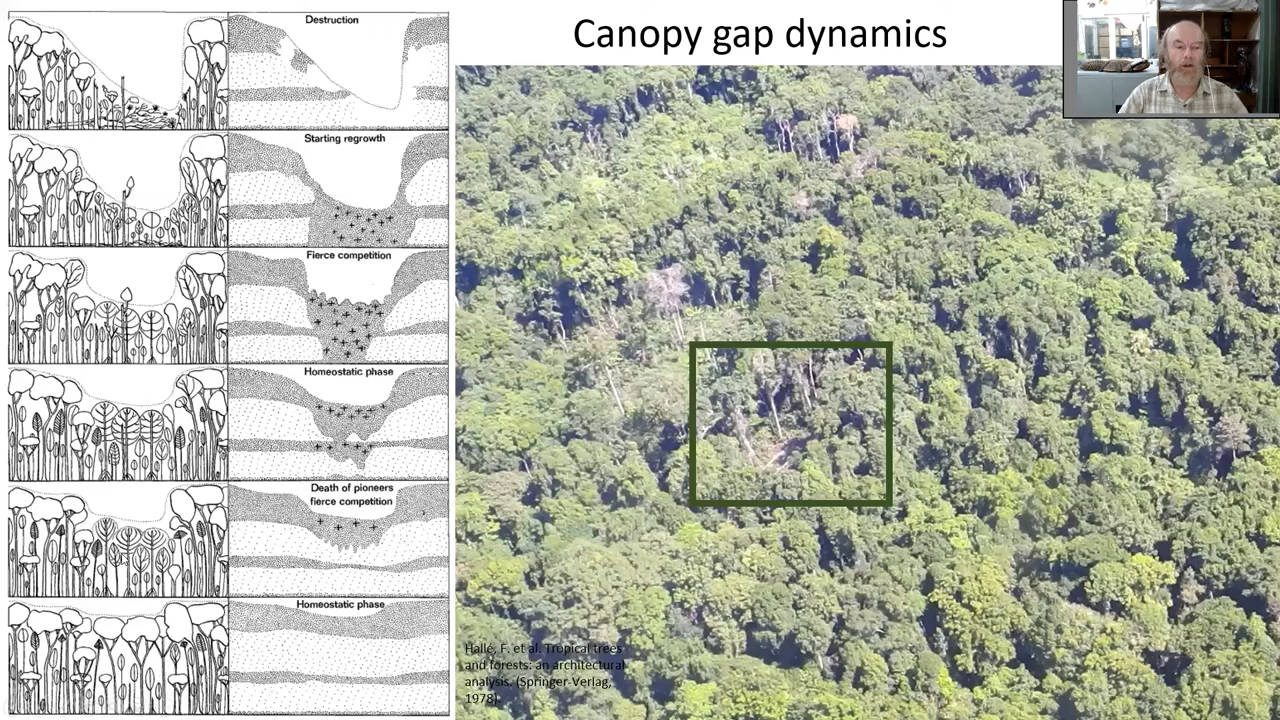 Canopy gap dynamics
Destruction
Starting regrowth
Fierce competition
Homeostatic phase
Death of pioneers
fierce competition
Homeostatic phase
Hallé, F. et al. Tropical trees
and forests: an architectural
analysis. (Springer-Verlag,
1978)